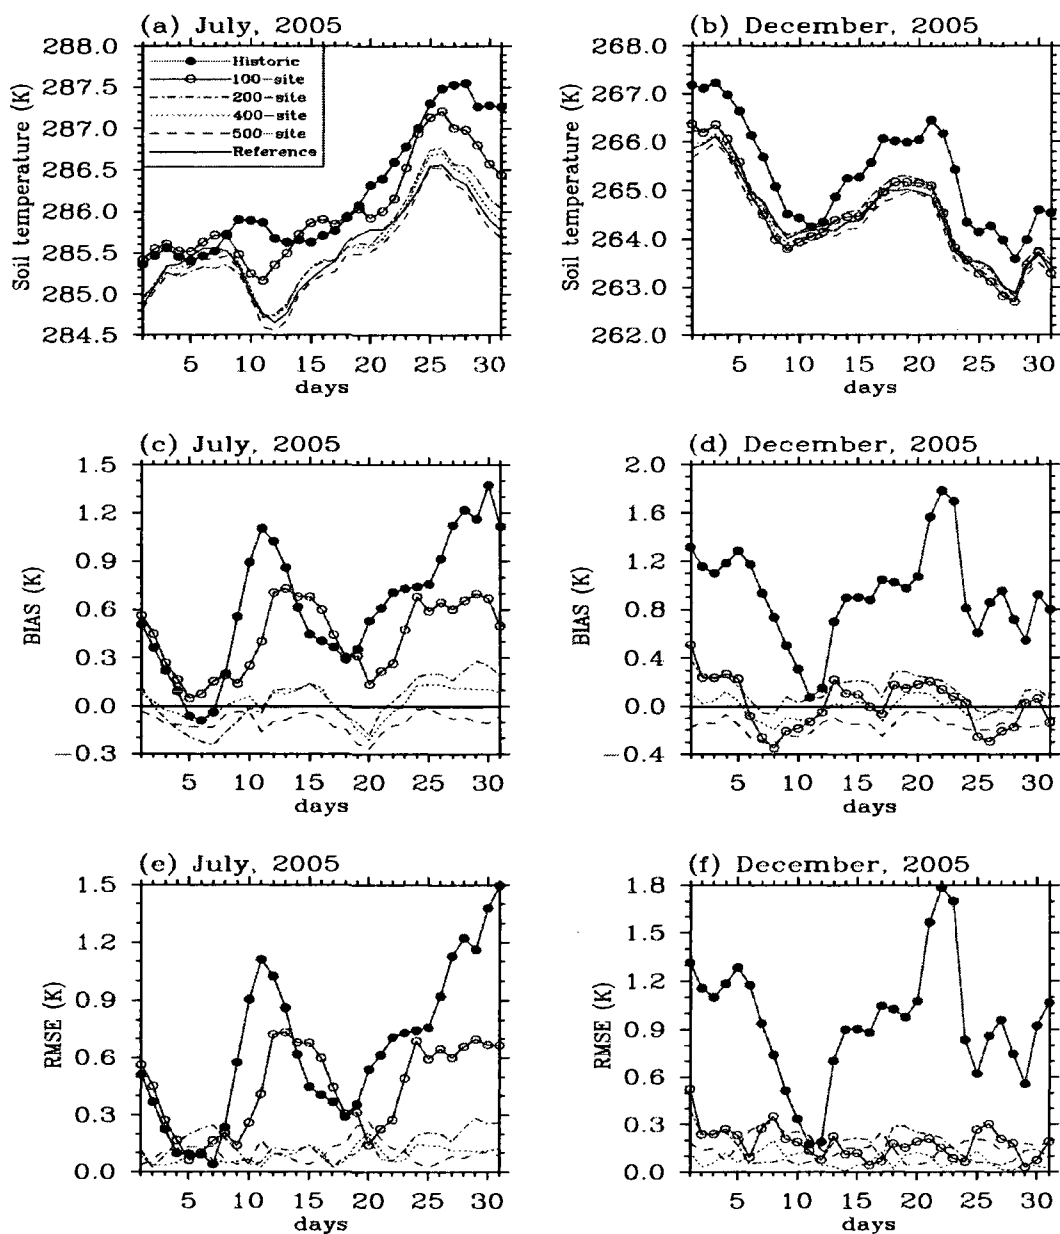 (a) July, 2005
288.0
287.5
287.0
286.5
286.0
285.5
285.0
284.5
Soil temperature (K)
Historic
100-site
200-site
400-site
500-site
Reference
5 10 15 20 25 30
days
(b) December, 2005
268.0
267.0
266.0
265.0
264.0
263.0
262.0
Soil temperature (K)
5 10 15 20 25 30
days
(c) July, 2005
1.5
1.2
0.9
0.6
0.3
0.0
-0.3
BIAS (K)
5 10 15 20 25 30
days
(d) December, 2005
2.0
1.6
1.2
0.8
0.4
0.0
-0.4
BIAS (K)
5 10 15 20 25 30
days
(e) July, 2005
1.5
1.2
0.9
0.6
0.3
0.0
RMSE (K)
5 10 15 20 25 30
days
(f) December, 2005
1.8
1.5
1.2
0.9
0.6
0.3
0.0
RMSE (K)
5 10 15 20 25 30
days